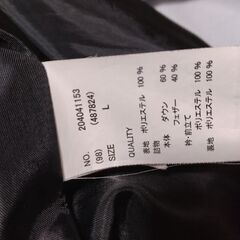 NO. 204041153
(98) (487824)
SIZE L
QUALITY
表地 ポリエステル 100 %
詰物 ダウン 60 %
本体 フェザー 40 %
衿・前立て
ポリエステル 100 %
裏地 ポリエステル 100 %